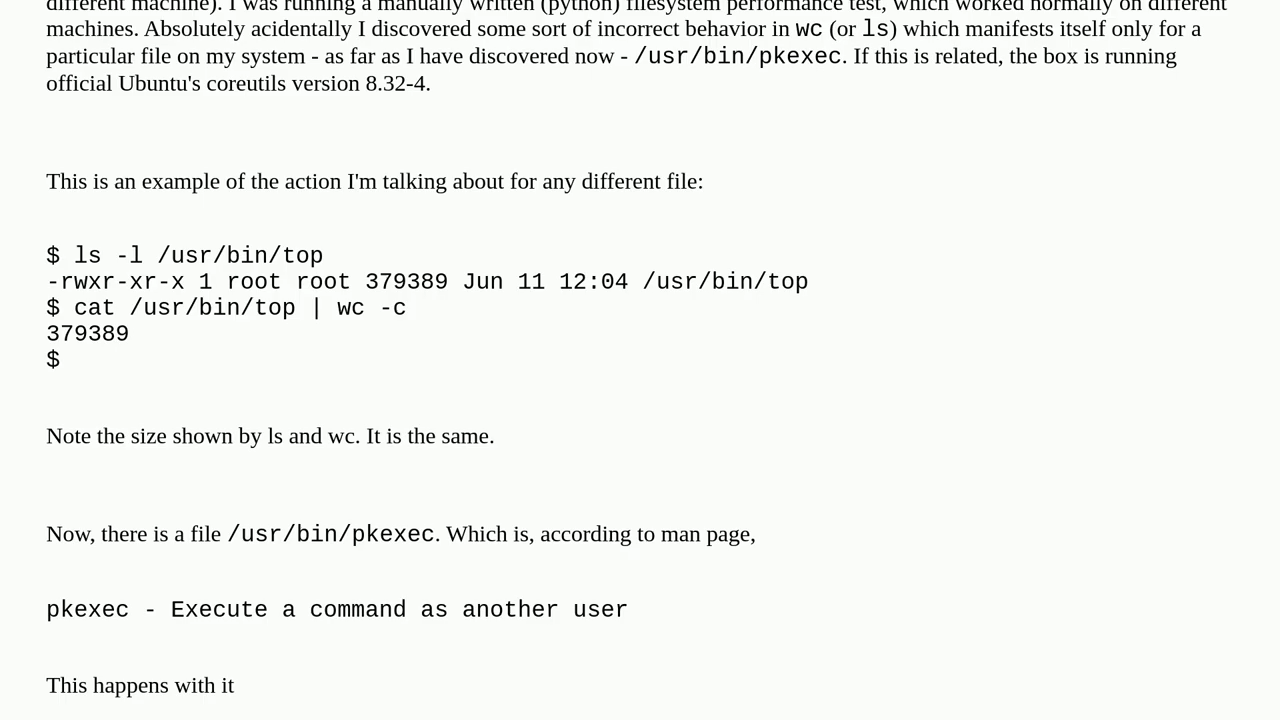 different machine). I was running a manually written (python) filesystem performance test, which worked normally on different
machines. Absolutely acidentally I discovered some sort of incorrect behavior in wc (or ls) which manifests itself only for a
particular file on my system - as far as I have discovered now - /usr/bin/pkexec. If this is related, the box is running
official Ubuntu's coreutils version 8.32-4.
This is an example of the action I'm talking about for any different file:
$ ls -l /usr/bin/top
-rwxr-xr-x 1 root root 379389 Jun 11 12:04 /usr/bin/top
$ cat /usr/bin/top | wc -c
379389
$
Note the size shown by ls and wc. It is the same.
Now, there is a file /usr/bin/pkexec. Which is, according to man page,
pkexec - Execute a command as another user
This happens with it